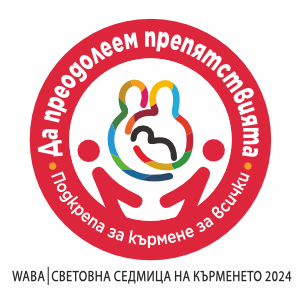 Да преодолеем препятствията
Подкрепа за кърмене за всички
WABA|СВЕТОВНА СЕДМИЦА НА КЪРМЕНЕТО 2024